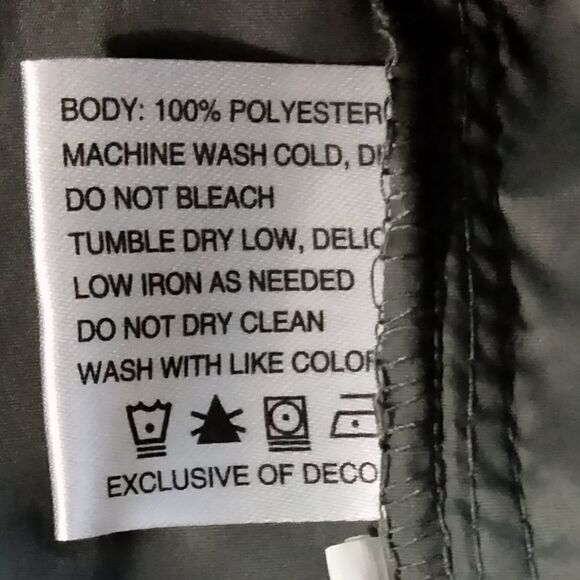 BODY: 100% POLYESTER
MACHINE WASH COLD,
DO NOT BLEACH
TUMBLE DRY LOW,
LOW IRON AS NEEDED
DO NOT DRY CLEAN
WASH WITH LIKE
EXCLUSIVE OF